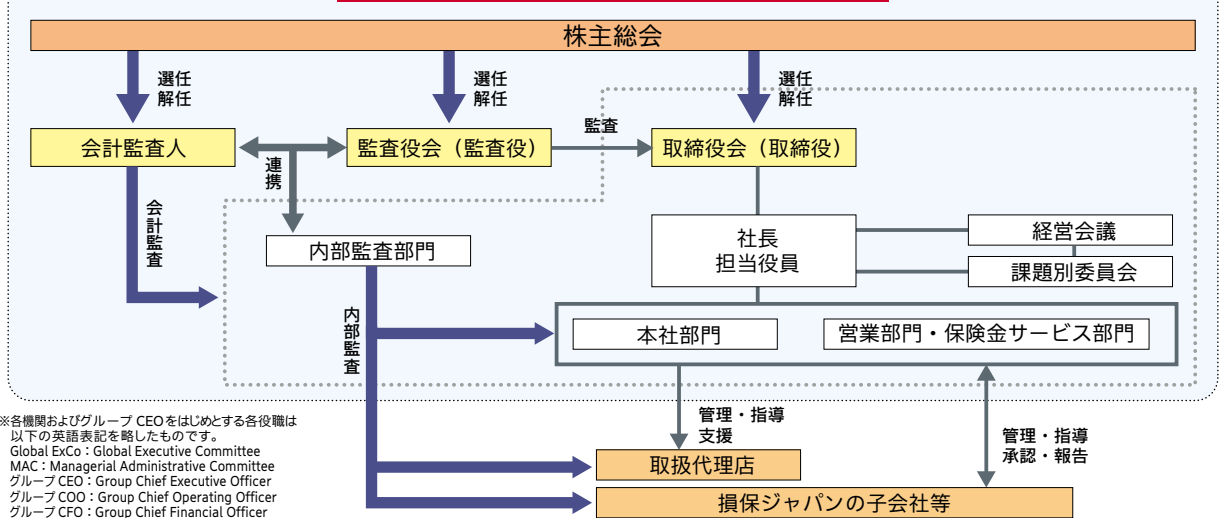 株主総会
選任
解任
選任
解任
選任
解任
会計監査人
監査役会（監査役）
監査
取締役会（取締役）
連携
会計監査
内部監査部門
社長
担当役員
経営会議
課題別委員会
内部監査
本社部門
営業部門・保険金サービス部門
管理・指導
支援
管理・指導
承認・報告
取扱代理店
損保ジャパンの子会社等
※各機関およびグループ CEOをはじめとする各役職は
以下の英語表記を略したものです。
Global ExCo：Global Executive Committee
MAC：Managerial Administrative Committee
グループ CEO：Group Chief Executive Officer
グループ COO：Group Chief Operating Officer
グループ CFO：Group Chief Financial Officer